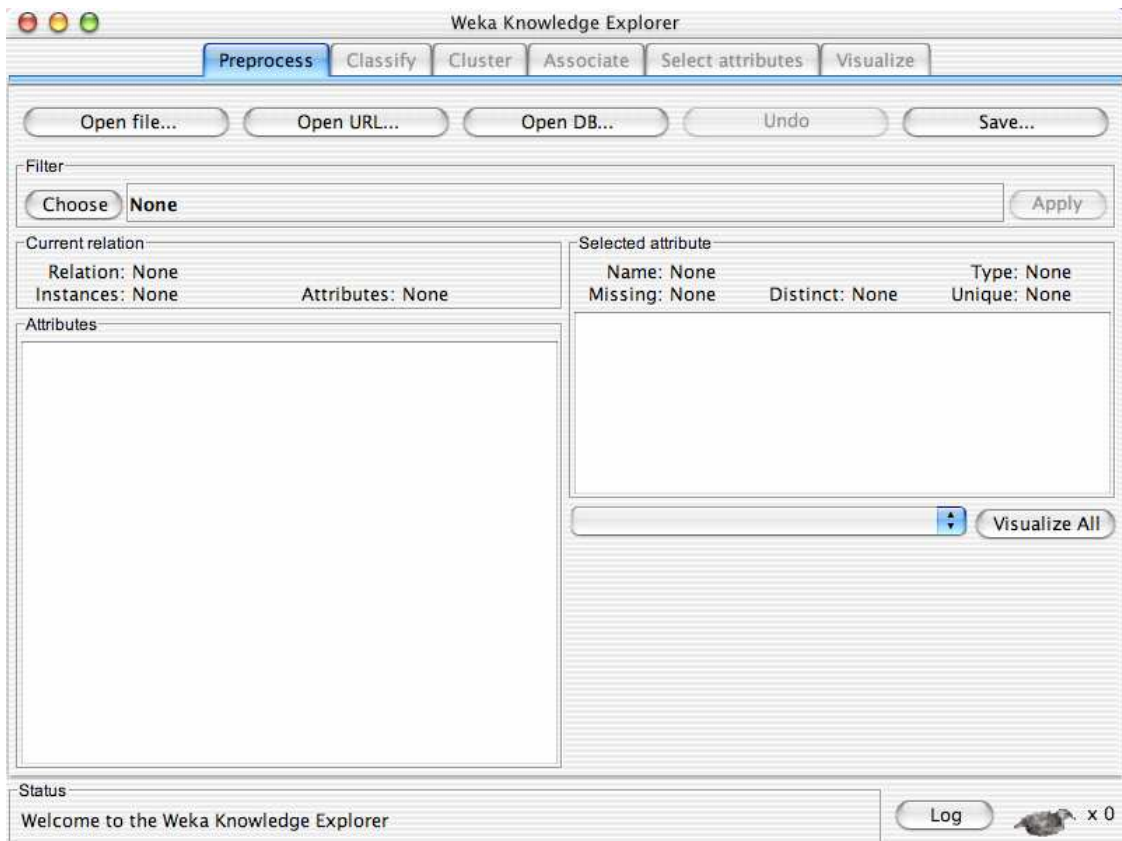 Weka Knowledge Explorer
Preprocess Classify Cluster Associate Select attributes Visualize
Open file... Open URL... Open DB... Undo Save...
Filter
Choose None Apply
Current relation
Relation: None
Instances: None Attributes: None
Attributes
Selected attribute
Name: None Type: None
Missing: None Distinct: None Unique: None
Visualize All
Status
Welcome to the Weka Knowledge Explorer
Log x 0